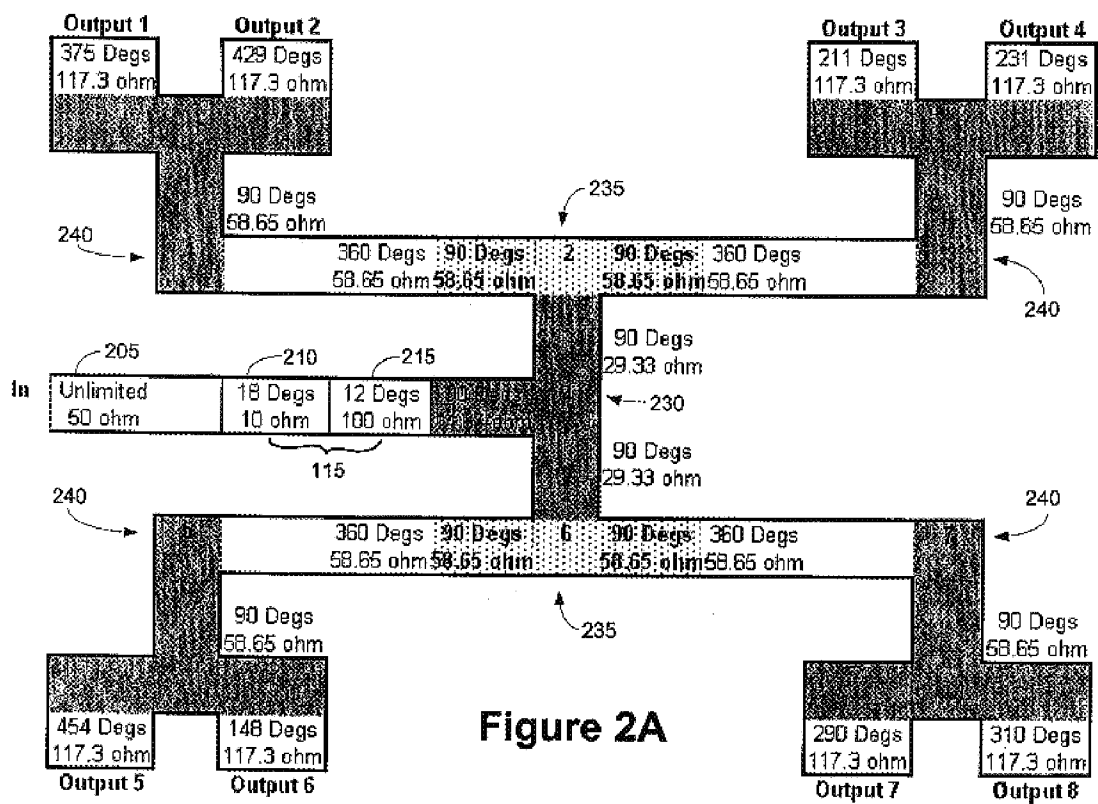 Output 1
Output 2
Output 3
Output 4
375 Degs
117.3 ohm
429 Degs
117.3 ohm
211 Degs
117.3 ohm
231 Degs
117.3 ohm
90 Degs
58.65 ohm
235
90 Degs
58.65 ohm
240
360 Degs
58.65 ohm
90 Degs
58.65 ohm
2
90 Degs
58.65 ohm
360 Degs
58.65 ohm
240
205
210
215
90 Degs
29.33 ohm
In
Unlimited
50 ohm
18 Degs
10 ohm
12 Degs
100 ohm
230
115
90 Degs
29.33 ohm
240
360 Degs
58.65 ohm
90 Degs
58.65 ohm
6
90 Degs
58.65 ohm
360 Degs
58.65 ohm
240
90 Degs
58.65 ohm
235
90 Degs
58.65 ohm
454 Degs
117.3 ohm
148 Degs
117.3 ohm
Figure 2A
290 Degs
117.3 ohm
310 Degs
117.3 ohm
Output 5
Output 6
Output 7
Output 8